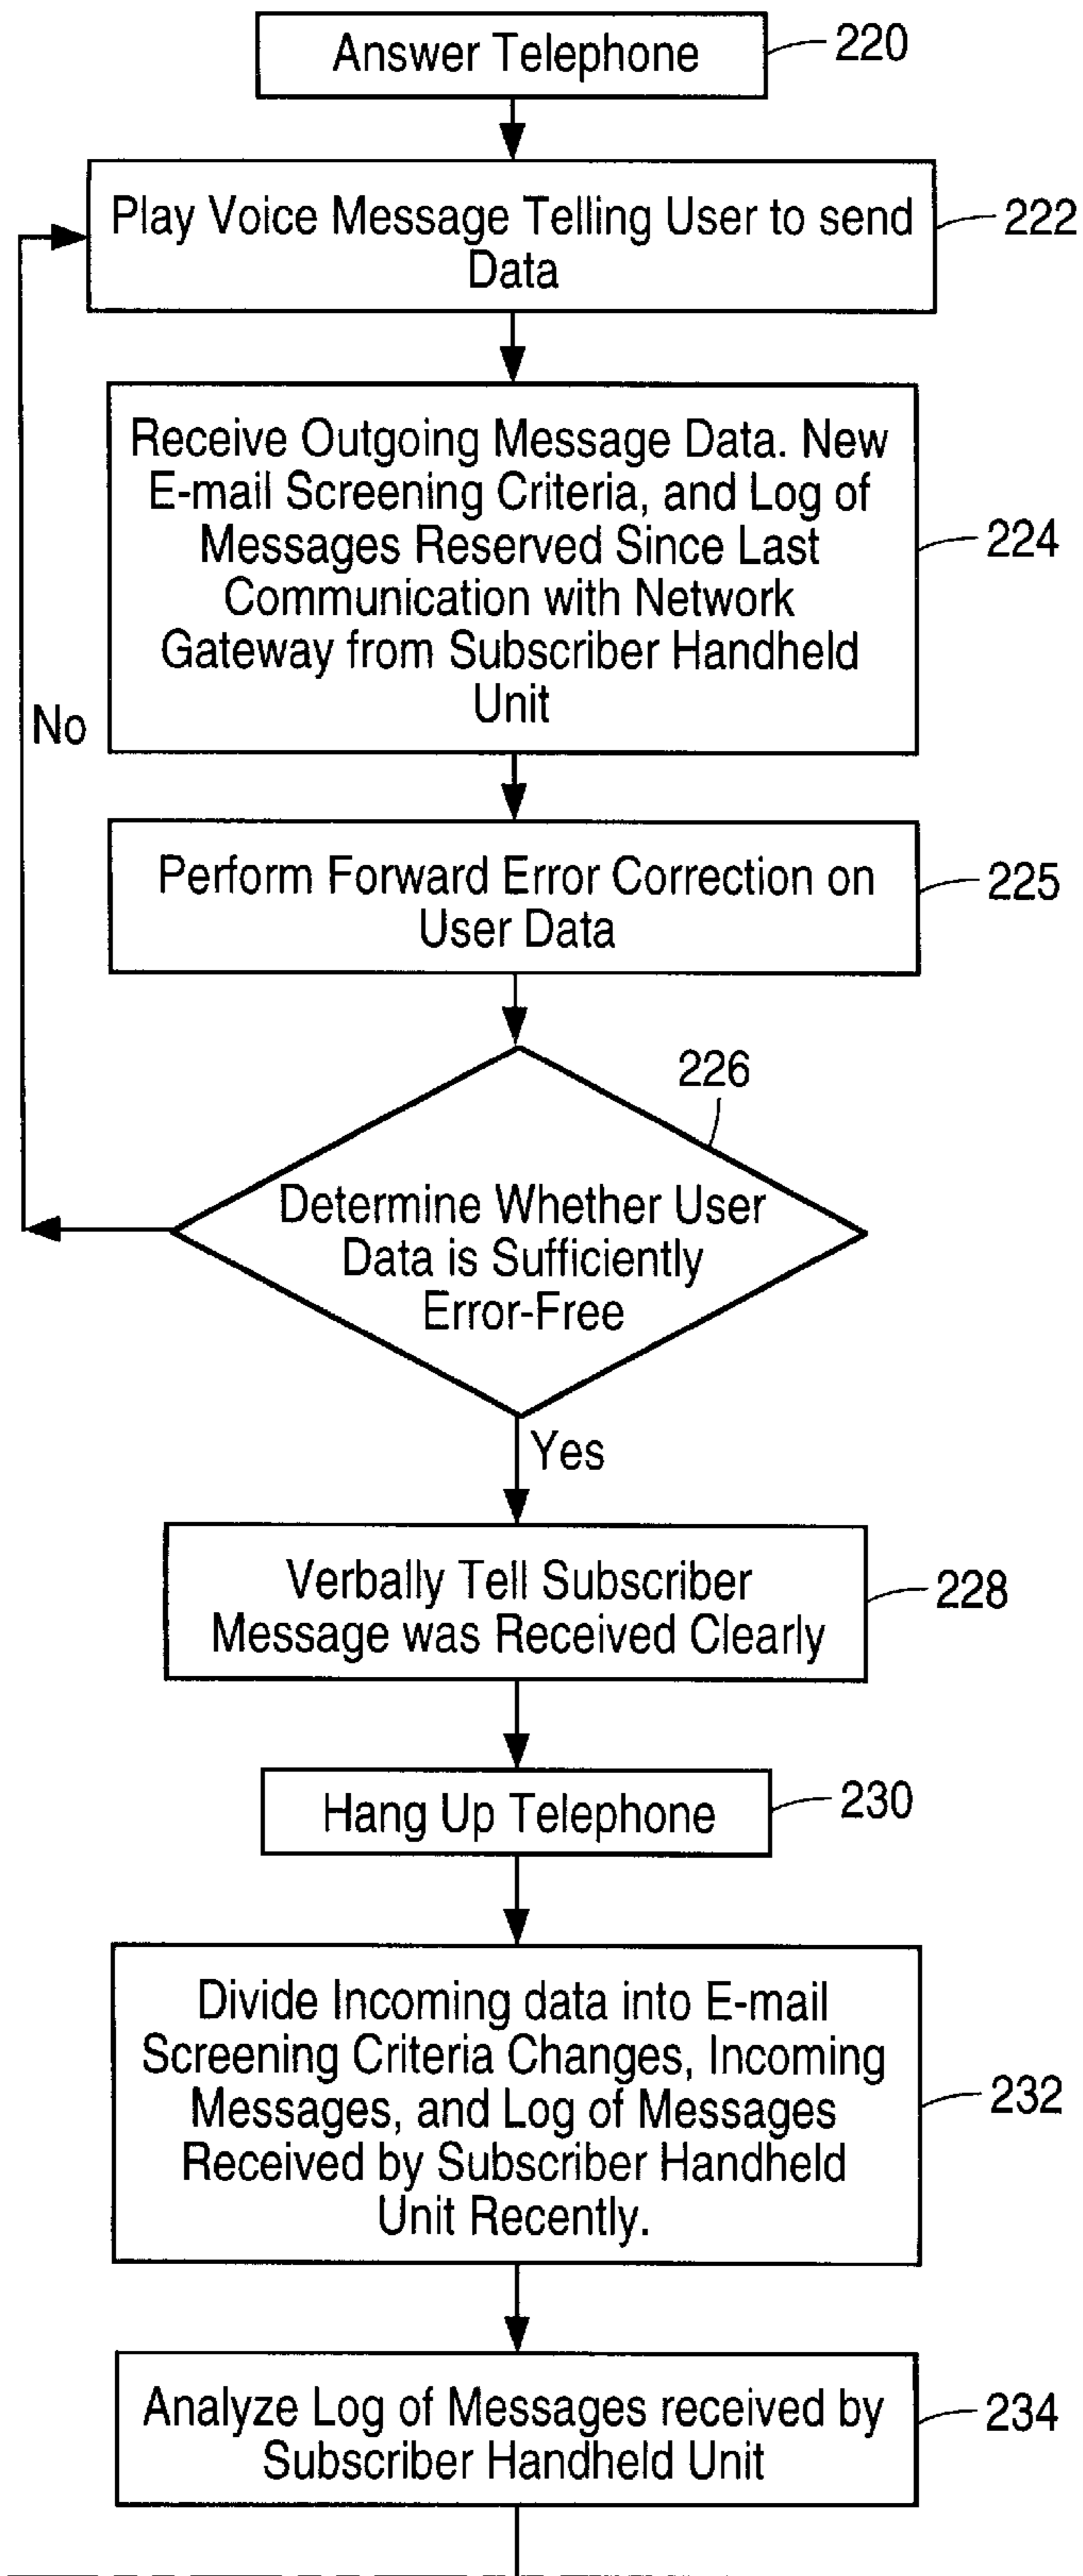 Answer Telephone
220
Play Voice Message Telling User to send
Data
222
Receive Outgoing Message Data. New
E-mail Screening Criteria, and Log of
Messages Reserved Since Last
Communication with Network
Gateway from Subscriber Handheld
Unit
224
No
Perform Forward Error Correction on
User Data
225
226
Determine Whether User
Data is Sufficiently
Error-Free
Yes
Verbally Tell Subscriber
Message was Received Clearly
228
Hang Up Telephone
230
Divide Incoming data into E-mail
Screening Criteria Changes, Incoming
Messages, and Log of Messages
Received by Subscriber Handheld
Unit Recently.
232
Analyze Log of Messages received by
Subscriber Handheld Unit
234